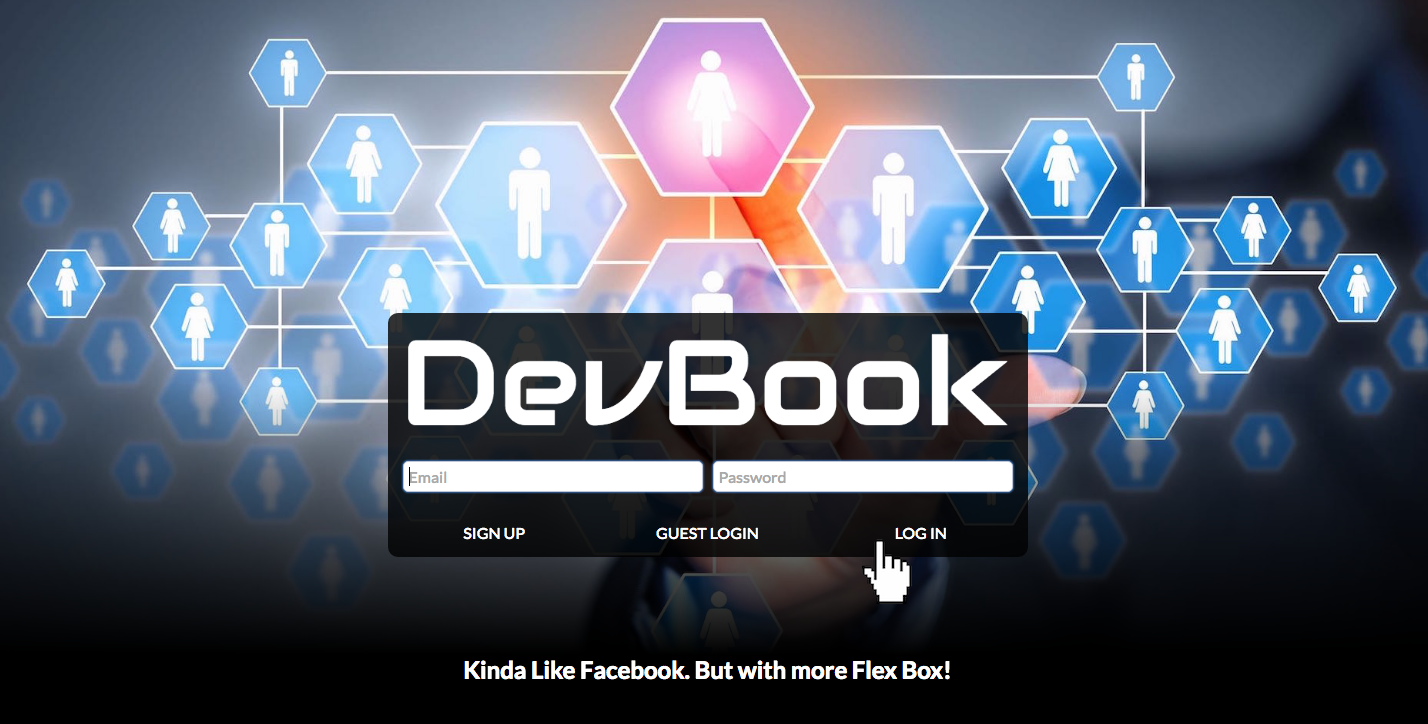 DevBook
Email Password
SIGN UP GUEST LOGIN LOG IN
Kinda Like Facebook. But with more Flex Box!